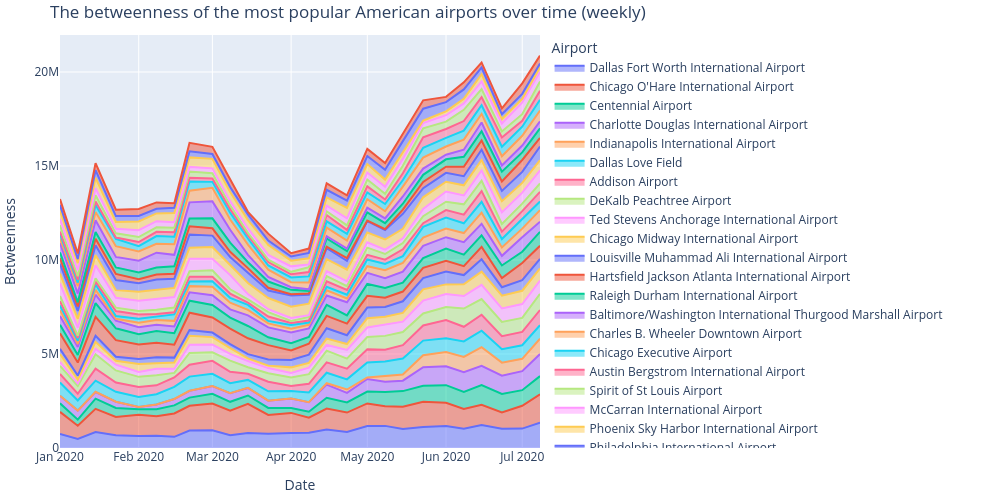 The betweenness of the most popular American airports over time (weekly)
Airport
Dallas Fort Worth International Airport
Chicago O'Hare International Airport
Centennial Airport
Charlotte Douglas International Airport
Indianapolis International Airport
Dallas Love Field
Addison Airport
DeKalb Peachtree Airport
Ted Stevens Anchorage International Airport
Chicago Midway International Airport
Louisville Muhammad Ali International Airport
Hartsfield Jackson Atlanta International Airport
Raleigh Durham International Airport
Baltimore/Washington International Thurgood Marshall Airport
Charles B. Wheeler Downtown Airport
Chicago Executive Airport
Austin Bergstrom International Airport
Spirit of St Louis Airport
McCarran International Airport
Phoenix Sky Harbor International Airport
Philadelphia International Airport
20M
15M
10M
5M
0
Betweenness
Jan 2020
Feb 2020
Mar 2020
Apr 2020
May 2020
Jun 2020
Jul 2020
Date